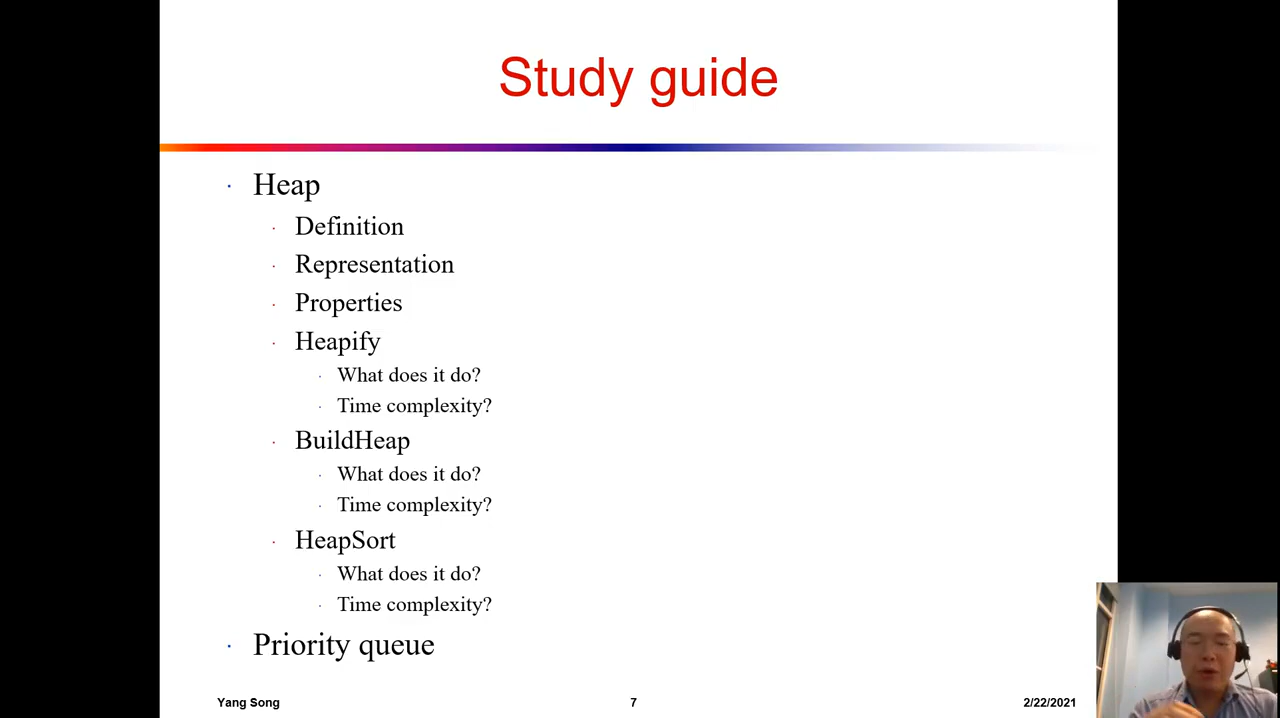 Study guide
Heap
Definition
Representation
Properties
Heapify
What does it do?
Time complexity?
BuildHeap
What does it do?
Time complexity?
HeapSort
What does it do?
Time complexity?
Priority queue
Yang Song
7
2/22/2021